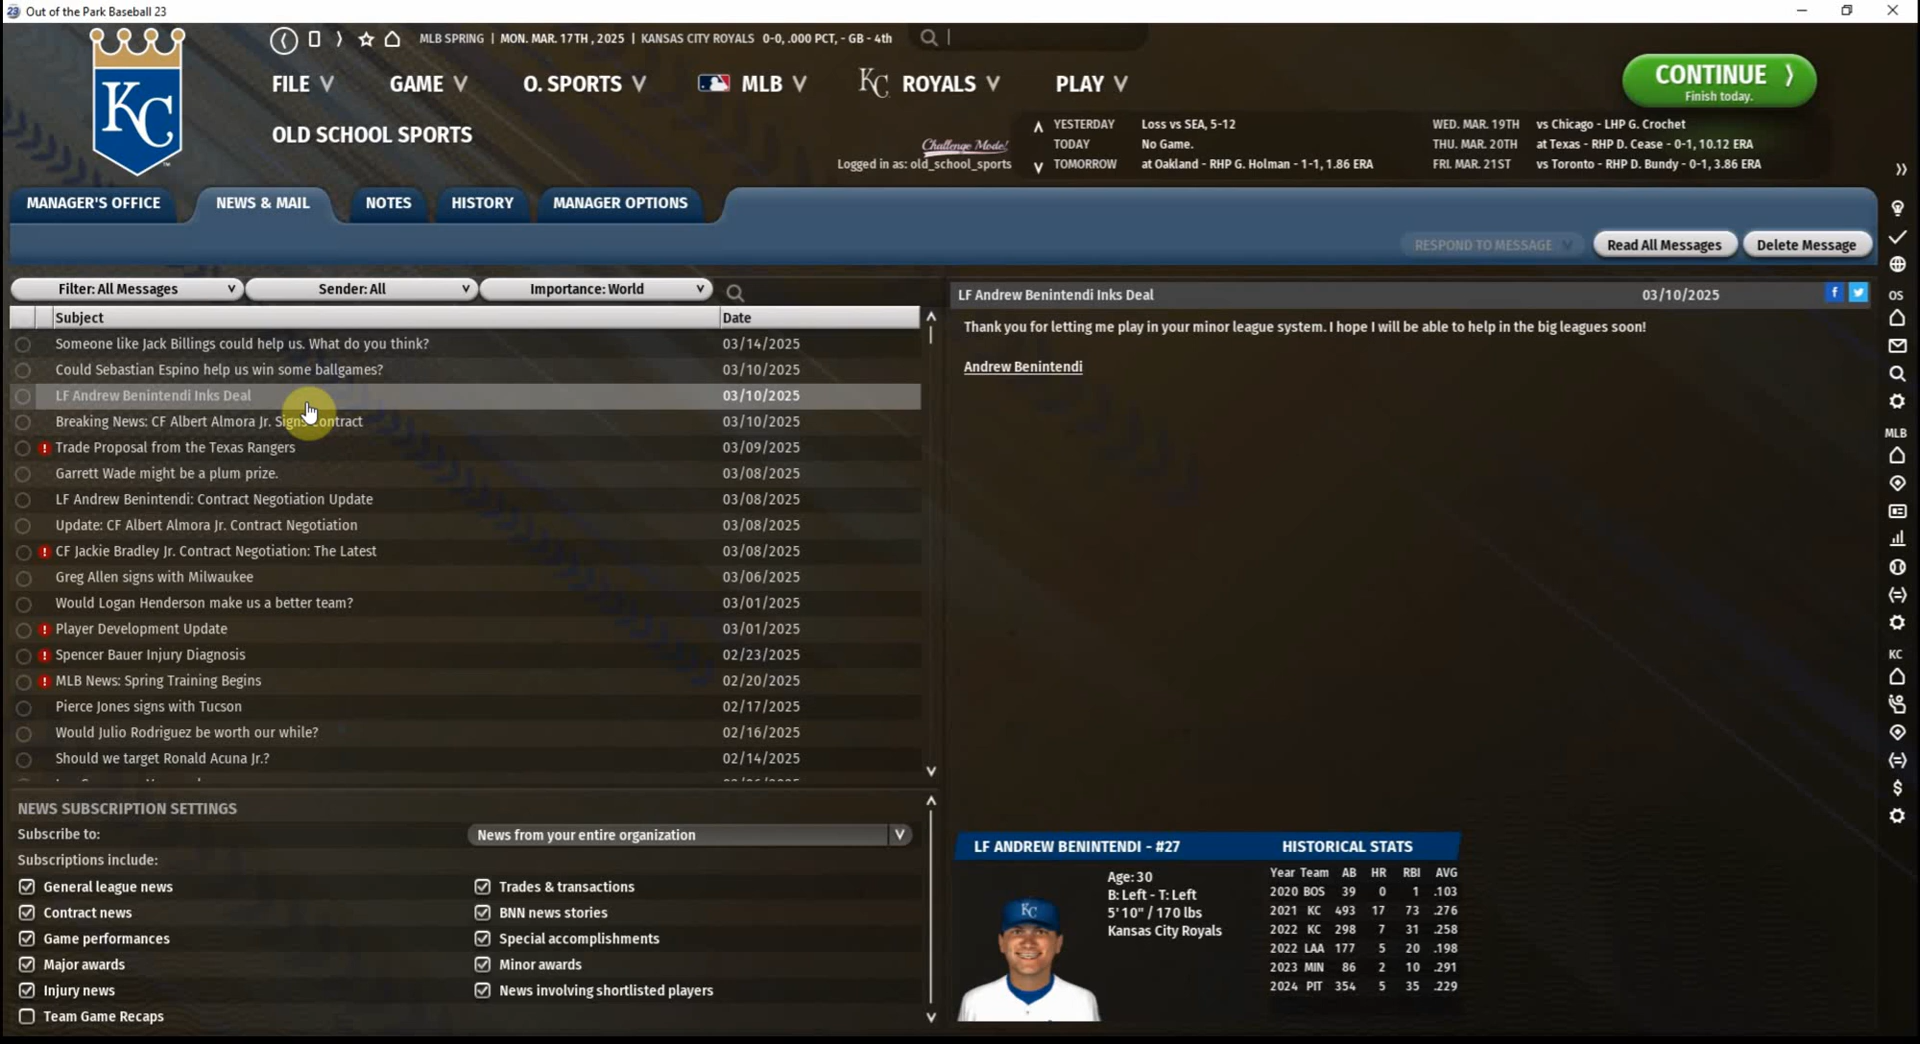 Out of the Park Baseball 23
MLB SPRING | MON. MAR. 17TH , 2025 | KANSAS CITY ROYALS 0-0, .000 PCT, - GB - 4th
FILE GAME O. SPORTS MLB KC ROYALS PLAY
CONTINUE
Finish today.
OLD SCHOOL SPORTS
Challenge Mode!
Logged in as: old_school_sports
YESTERDAY Loss vs SEA, 5-12
TODAY No Game.
TOMORROW at Oakland - RHP G. Holman - 1-1, 1.86 ERA
WED. MAR. 19TH vs Chicago - LHP G. Crochet
THU. MAR. 20TH at Texas - RHP D. Cease - 0-1, 10.12 ERA
FRI. MAR. 21ST vs Toronto - RHP D. Bundy - 0-1, 3.86 ERA
MANAGER'S OFFICE NEWS & MAIL NOTES HISTORY MANAGER OPTIONS
RESPOND TO MESSAGE Read All Messages Delete Message
Filter: All Messages Sender: All Importance: World
Subject Date
Someone like Jack Billings could help us. What do you think? 03/14/2025
Could Sebastian Espino help us win some ballgames? 03/10/2025
LF Andrew Benintendi Inks Deal 03/10/2025
Breaking News: CF Albert Almora Jr. Signs Contract 03/10/2025
Trade Proposal from the Texas Rangers 03/09/2025
Garrett Wade might be a plum prize. 03/08/2025
LF Andrew Benintendi: Contract Negotiation Update 03/08/2025
Update: CF Albert Almora Jr. Contract Negotiation 03/08/2025
CF Jackie Bradley Jr. Contract Negotiation: The Latest 03/08/2025
Greg Allen signs with Milwaukee 03/06/2025
Would Logan Henderson make us a better team? 03/01/2025
Player Development Update 03/01/2025
Spencer Bauer Injury Diagnosis 02/23/2025
MLB News: Spring Training Begins 02/20/2025
Pierce Jones signs with Tucson 02/17/2025
Would Julio Rodriguez be worth our while? 02/16/2025
Should we target Ronald Acuna Jr.? 02/14/2025
NEWS SUBSCRIPTION SETTINGS
Subscribe to: News from your entire organization
Subscriptions include:
General league news Trades & transactions
Contract news BNN news stories
Game performances Special accomplishments
Major awards Minor awards
Injury news News involving shortlisted players
Team Game Recaps
LF Andrew Benintendi Inks Deal 03/10/2025
Thank you for letting me play in your minor league system. I hope I will be able to help in the big leagues soon!
Andrew Benintendi
LF ANDREW BENINTENDI - #27 HISTORICAL STATS
Age: 30
B: Left - T: Left
5' 10" / 170 lbs
Kansas City Royals
Year Team AB HR RBI AVG
2020 BOS 39 0 1 .103
2021 KC 493 17 73 .276
2022 KC 298 7 31 .258
2022 LAA 177 5 20 .198
2023 MIN 86 2 10 .291
2024 PIT 354 5 35 .229
OS
MLB
KC